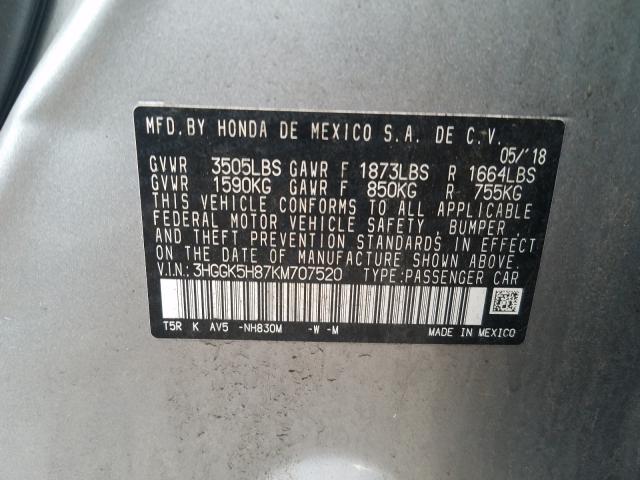 MFD.BY HONDA DE MEXICO S.A. DE C.V.
05/'18
GVWR 3505LBS GAWR F 1873LBS R 1664LBS
GVWR 1590KG GAWR F 850KG R 755KG
THIS VEHICLE CONFORMS TO ALL APPLICABLE
FEDERAL MOTOR VEHICLE SAFETY, BUMPER,
AND THEFT PREVENTION STANDARDS IN EFFECT
ON THE DATE OF MANUFACTURE SHOWN ABOVE.
V.I.N: 3HGGK5H87KM707520 TYPE:PASSENGER CAR
T5R K AV5 -NH830M -W -M MADE IN MEXICO